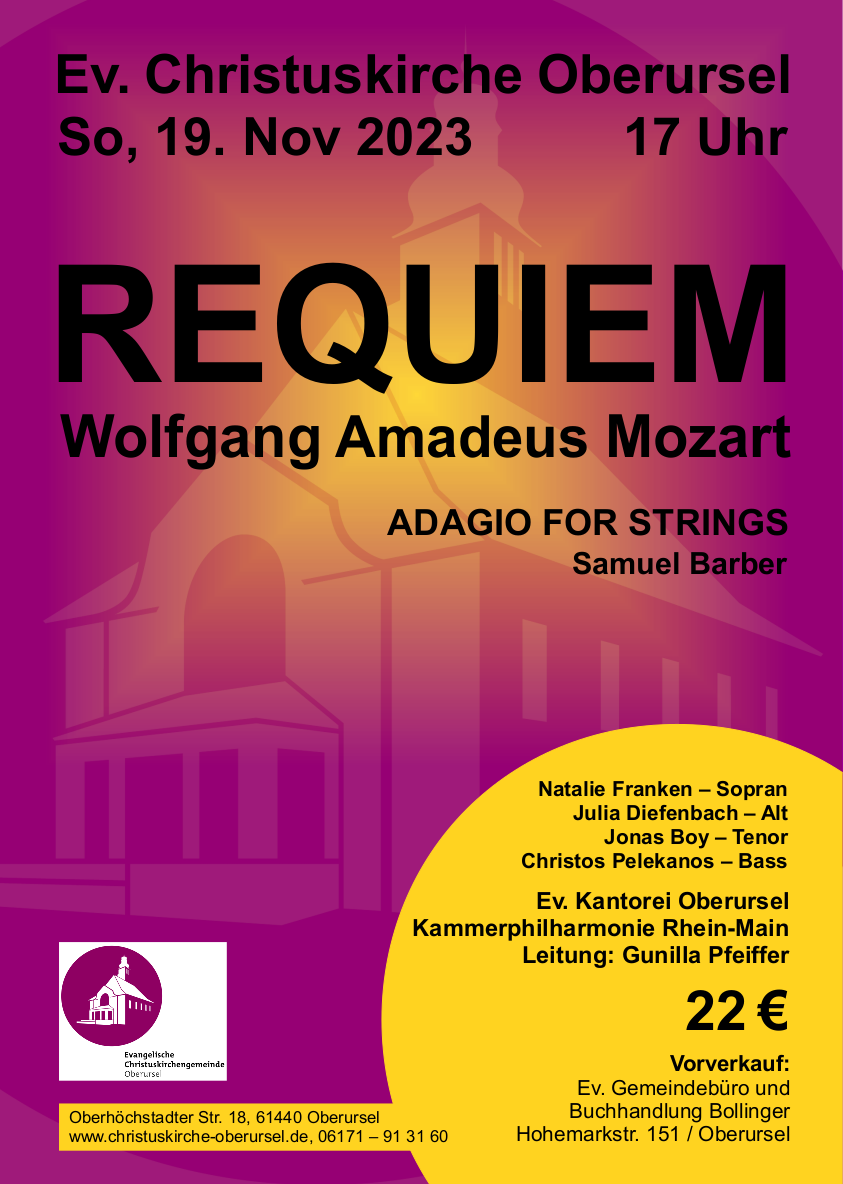 Ev. Christuskirche Oberursel
So, 19. Nov 2023 17 Uhr
REQUIEM
Wolfgang Amadeus Mozart
ADAGIO FOR STRINGS
Samuel Barber
Natalie Franken – Sopran
Julia Diefenbach – Alt
Jonas Boy – Tenor
Christos Pelekanos – Bass
Ev. Kantorei Oberursel
Kammerphilharmonie Rhein-Main
Leitung: Gunilla Pfeiffer
22 €
Vorverkauf:
Ev. Gemeindebüro und
Buchhandlung Bollinger
Hohemarkstr. 151 / Oberursel
Evangelische
Christuskirchengemeinde
Oberursel
Oberhöchstadter Str. 18, 61440 Oberursel
www.christuskirche-oberursel.de, 06171 – 91 31 60